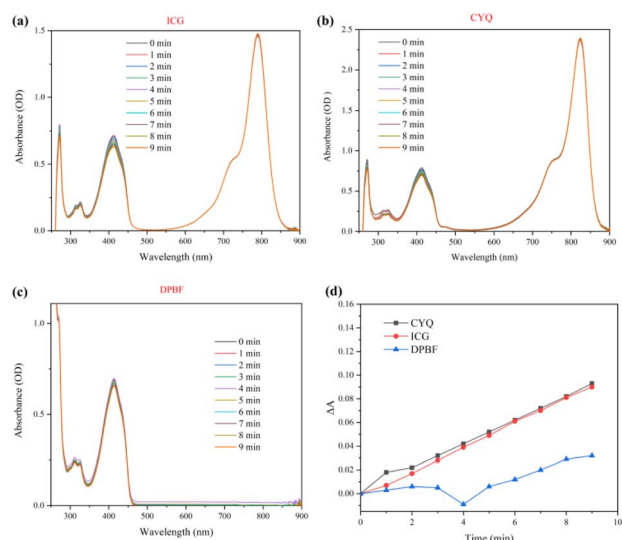 (a)
ICG
Absorbance (OD)
1.5
1.0
0.5
0.0
0 min
1 min
2 min
3 min
4 min
5 min
6 min
7 min
8 min
9 min
300
400
500
600
700
800
900
Wavelength (nm)
(b)
CYQ
Absorbance (OD)
2.5
2.0
1.5
1.0
0.5
0.0
0 min
1 min
2 min
3 min
4 min
5 min
6 min
7 min
8 min
9 min
300
400
500
600
700
800
900
Wavelength (nm)
(c)
DPBF
Absorbance (OD)
1.0
0.5
0.0
0 min
1 min
2 min
3 min
4 min
5 min
6 min
7 min
8 min
9 min
300
400
500
600
700
800
900
Wavelength (nm)
(d)
ΔA
0.16
0.14
0.12
0.10
0.08
0.06
0.04
0.02
0.00
CYQ
ICG
DPBF
0
2
4
6
8
10
Time (min)